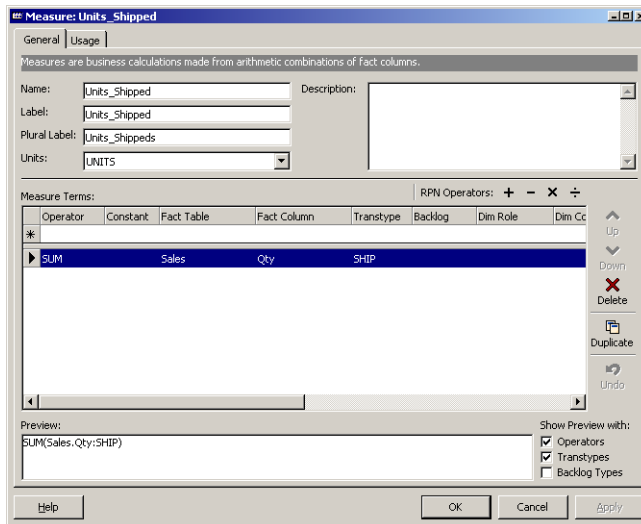 Measure: Units_Shipped
General Usage
Measures are business calculations made from arithmetic combinations of fact columns.
Name: Units_Shipped Description:
Label: Units_Shipped
Plural Label: Units_Shippeds
Units: UNITS
Measure Terms: RPN Operators: + − × ÷
Operator Constant Fact Table Fact Column Transtype Backlog Dim Role Dim Cc
SUM Sales Qty SHIP
Up
Down
Delete
Duplicate
Undo
Preview: Show Preview with:
SUM(Sales.Qty:SHIP) Operators
Transtypes
Backlog Types
Help OK Cancel Apply